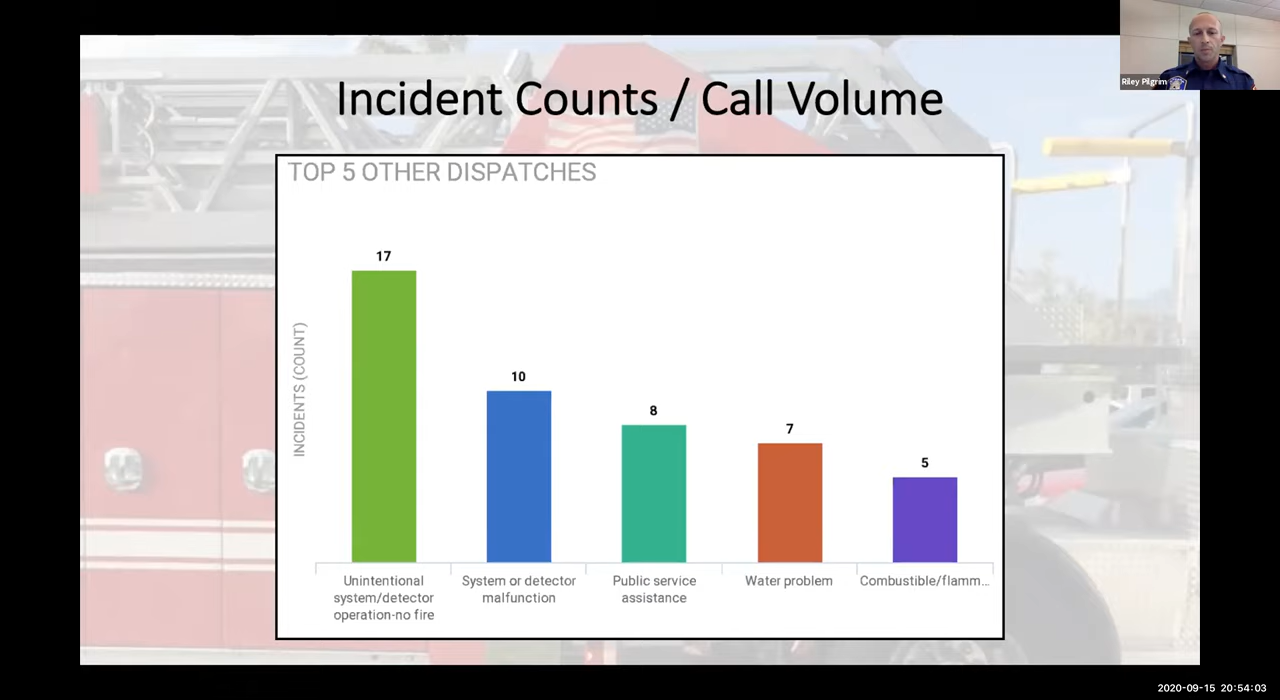 Riley Pilgrim
Incident Counts / Call Volume
TOP 5 OTHER DISPATCHES
INCIDENTS (COUNT)
17
10
8
7
5
Unintentional
system/detector
operation-no fire
System or detector
malfunction
Public service
assistance
Water problem
Combustible/flamm...
2020-09-15 20:54:03